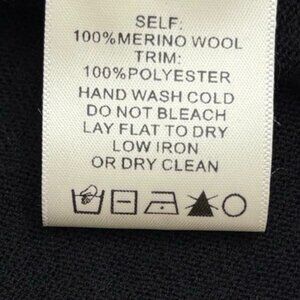 SELF:
100%MERINO WOOL
TRIM:
100%POLYESTER
HAND WASH COLD
DO NOT BLEACH
LAY FLAT TO DRY
LOW IRON
OR DRY CLEAN